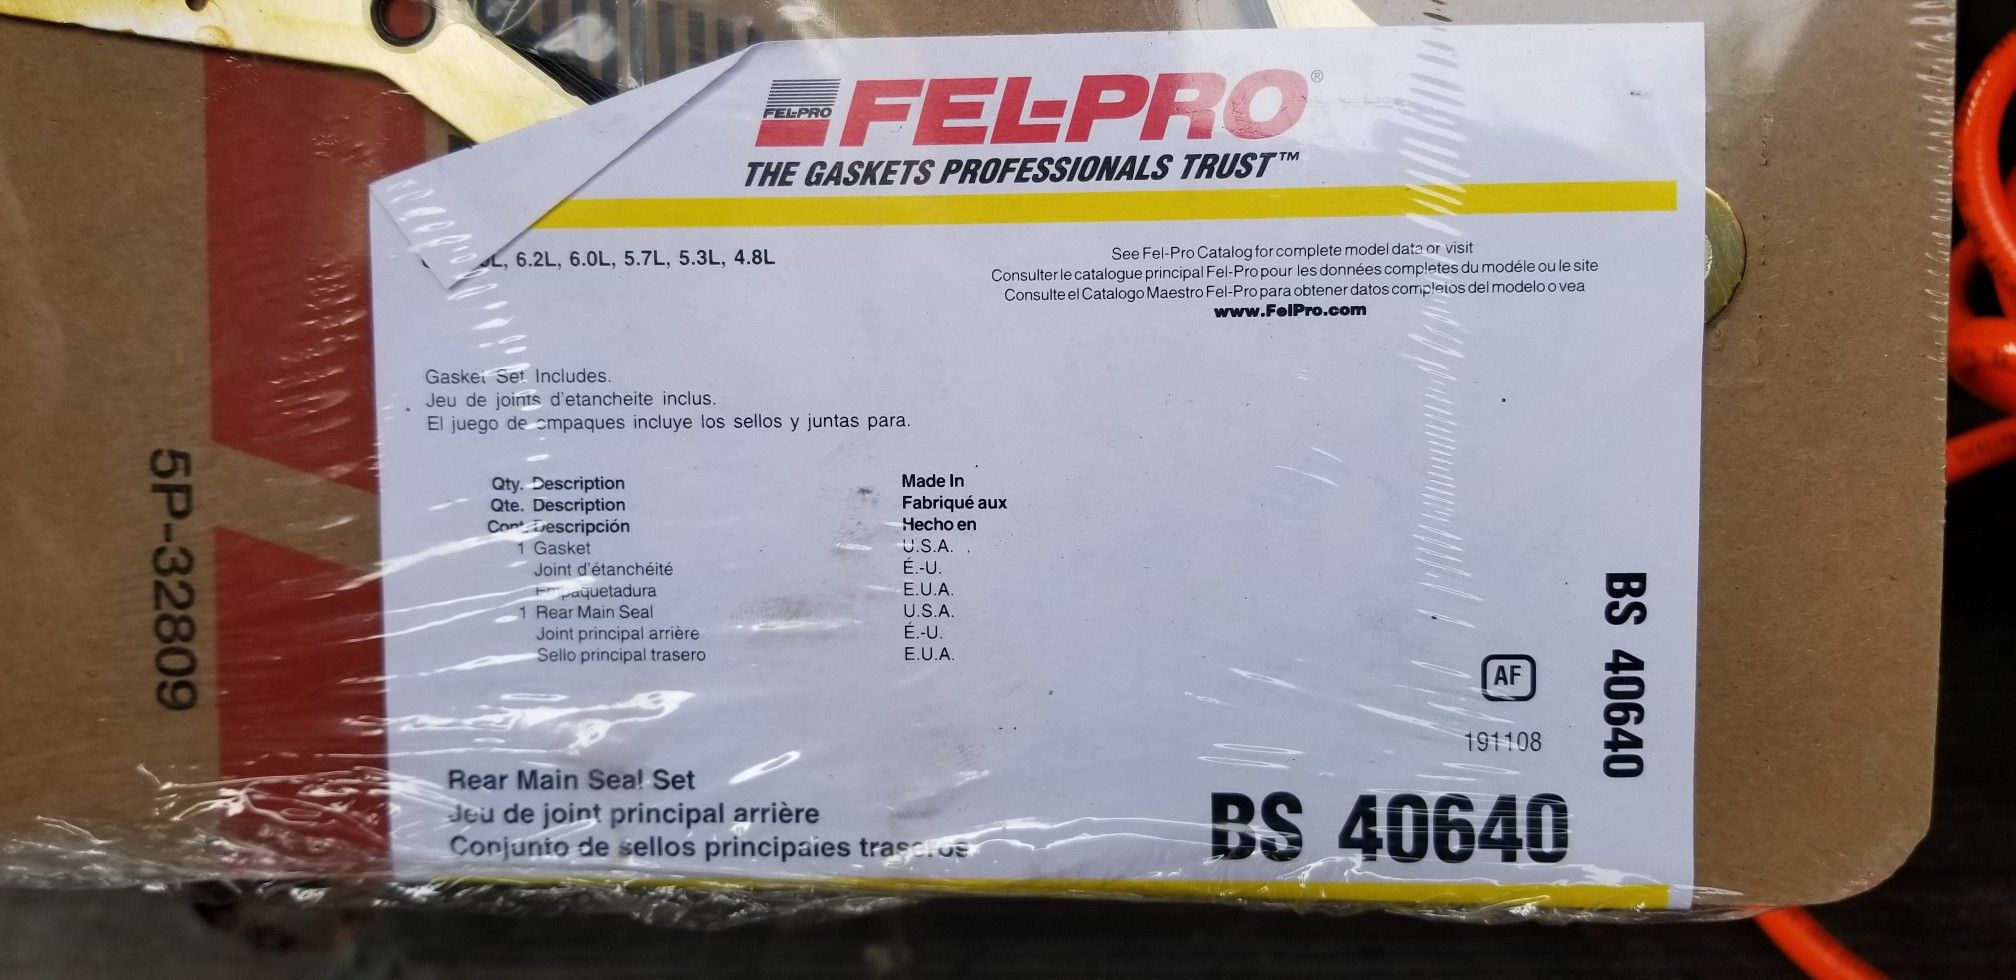 FEL-PRO
FEL-PRO®
THE GASKETS PROFESSIONALS TRUST™
L, 6.2L, 6.0L, 5.7L, 5.3L, 4.8L
See Fel-Pro Catalog for complete model data or visit
Consulter le catalogue principal Fel-Pro pour les données completes du modéle ou le site
Consulte el Catalogo Maestro Fel-Pro para obtener datos completos del modelo o vea
www.FelPro.com
Gasket Set Includes.
Jeu de joints d'etancheite inclus.
El juego de empaques incluye los sellos y juntas para.
Qty. Description Made In
Qte. Description Fabriqué aux
Cont. Descripción Hecho en
1 Gasket U.S.A.
Joint d'étanchéité É.-U.
Empaquetadura E.U.A.
1 Rear Main Seal U.S.A.
Joint principal arrière É.-U.
Sello principal trasero E.U.A.
AF
191108
Rear Main Seal Set
Jeu de joint principal arrière
Conjunto de sellos principales traseros
BS 40640
BS 40640
5P-32809